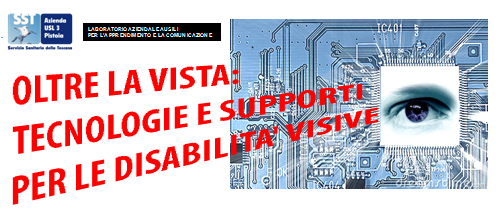 SST
Azienda
USL 3
Pistoia
Servizio Sanitario della Toscana
LABORATORIO AZIENDALE AUSILI
PER L'APPRENDIMENTO E LA COMUNICAZIONE
IC401
OLTRE LA VISTA:
TECNOLOGIE E SUPPORTI
PER LE DISABILITA' VISIVE